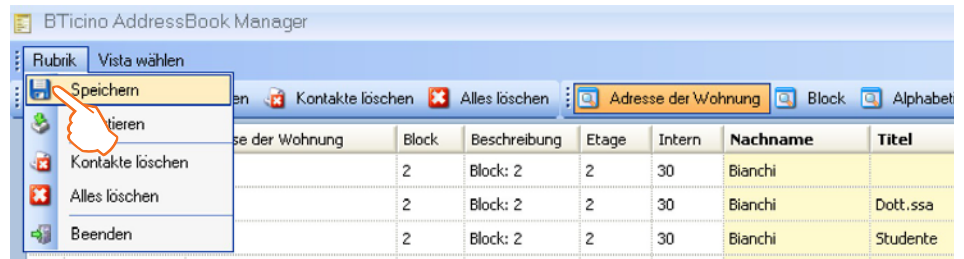 BTicino AddressBook Manager
Rubrik Vista wählen
Speichern
en Kontakte löschen Alles löschen Adresse der Wohnung Block Alphabeti
tieren
se der Wohnung Block Beschreibung Etage Intern Nachname Titel
Kontakte löschen
2 Block: 2 2 30 Bianchi
Alles löschen
2 Block: 2 2 30 Bianchi Dott.ssa
Beenden
2 Block: 2 2 30 Bianchi Studente